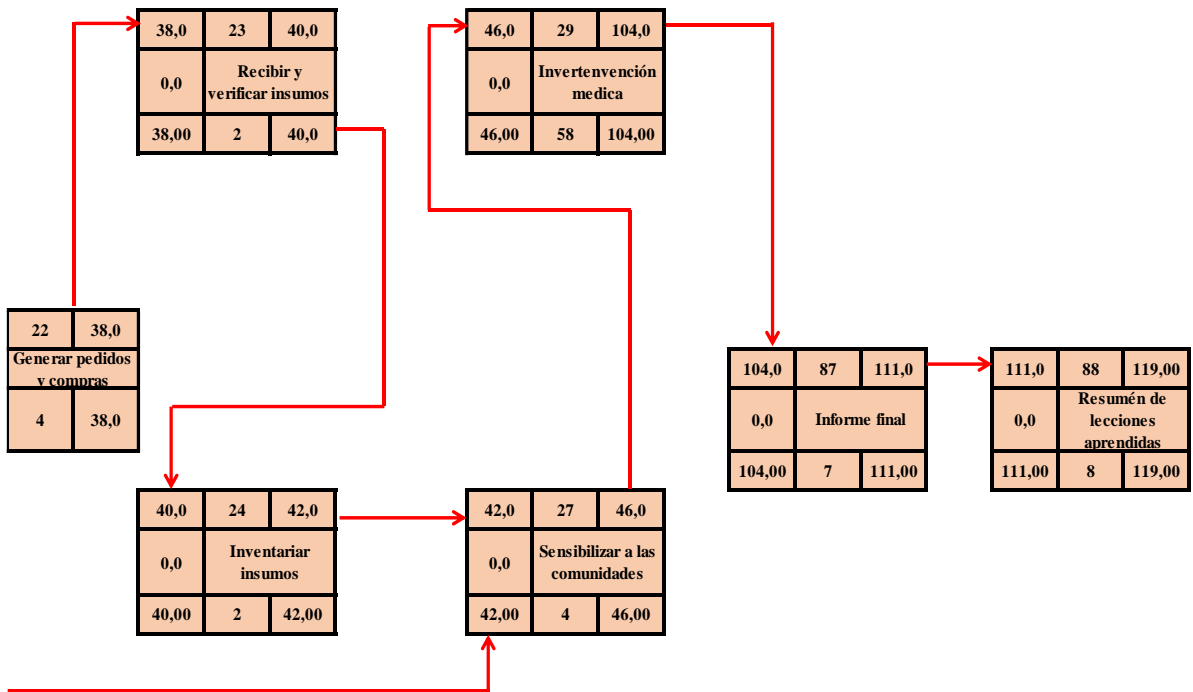 38,0 23 40,0
0,0 Recibir y
verificar insumos
38,00 2 40,0
46,0 29 104,0
0,0 Invertenvención
medica
46,00 58 104,00
22 38,0
Generar pedidos
y compras
4 38,0
104,0 87 111,0
0,0 Informe final
104,00 7 111,00
111,0 88 119,00
0,0 Resumén de
lecciones
aprendidas
111,00 8 119,00
40,0 24 42,0
0,0 Inventariar
insumos
40,00 2 42,00
42,0 27 46,0
0,0 Sensibilizar a las
comunidades
42,00 4 46,00